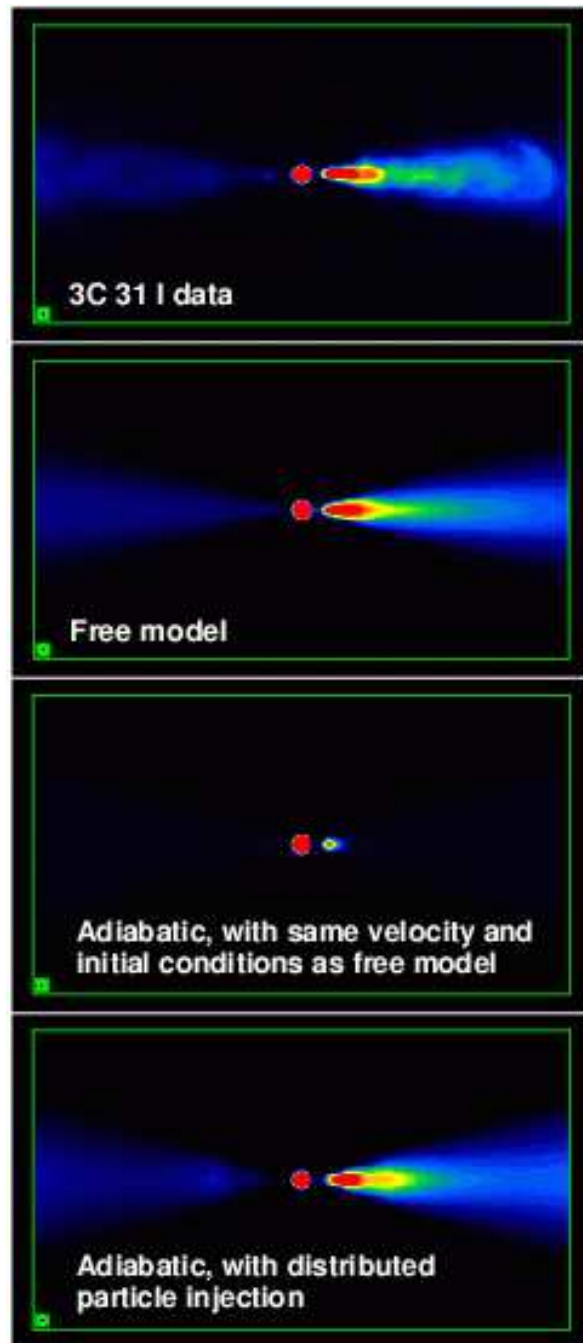 3C 31 I data
Free model
Adiabatic, with same velocity and
initial conditions as free model
Adiabatic, with distributed
particle injection